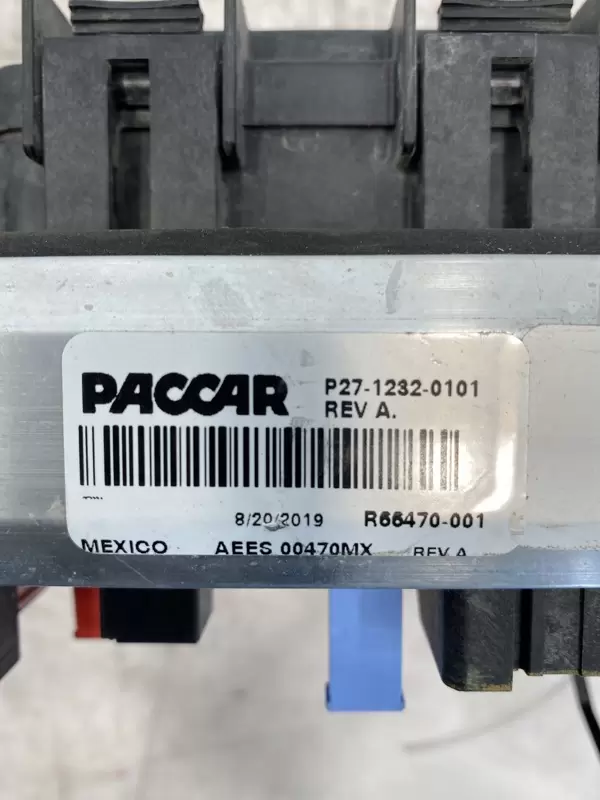 PACCAR
P27-1232-0101
REV A.
8/20/2019 R66470-001
MEXICO AEES 00470MX REV A